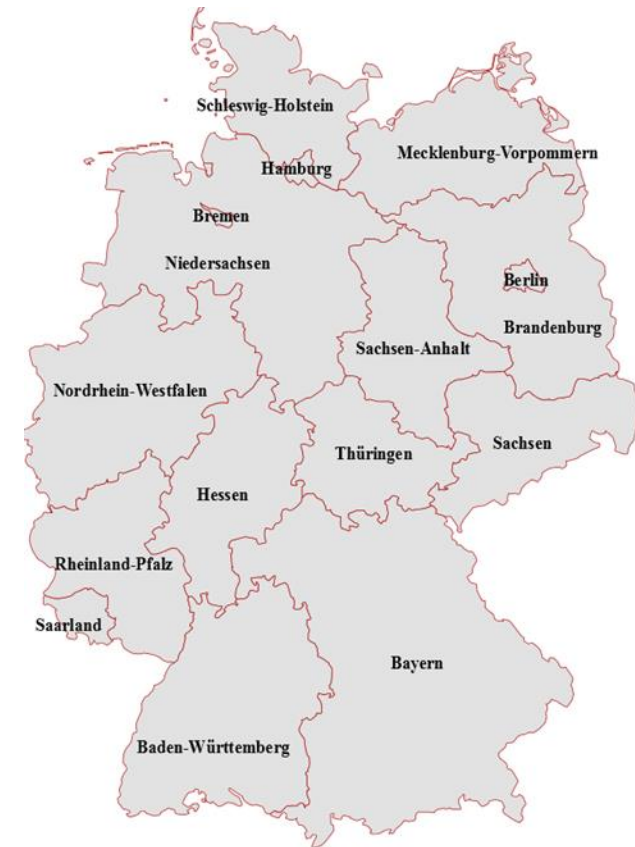 Schleswig-Holstein
Mecklenburg-Vorpommern
Hamburg
Bremen
Niedersachsen
Berlin
Brandenburg
Sachsen-Anhalt
Nordrhein-Westfalen
Sachsen
Thüringen
Hessen
Rheinland-Pfalz
Saarland
Bayern
Baden-Württemberg